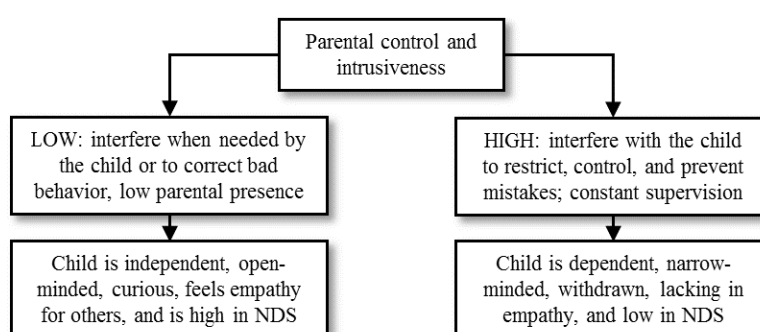 Parental control and
intrusiveness
LOW: interfere when needed by
the child or to correct bad
behavior, low parental presence
HIGH: interfere with the child
to restrict, control, and prevent
mistakes; constant supervision
Child is independent, open-
minded, curious, feels empathy
for others, and is high in NDS
Child is dependent, narrow-
minded, withdrawn, lacking in
empathy, and low in NDS